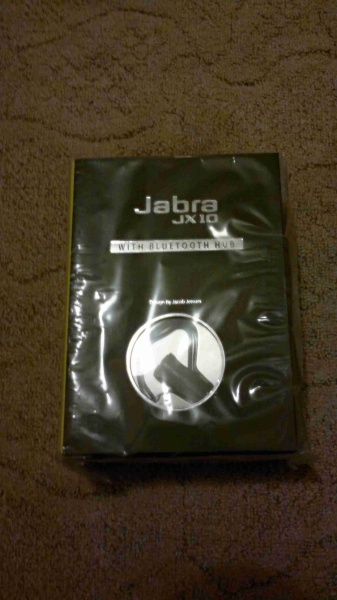 Jabra
JX10
WITH BLUETOOTH HUB
Design by Jacob Jensen